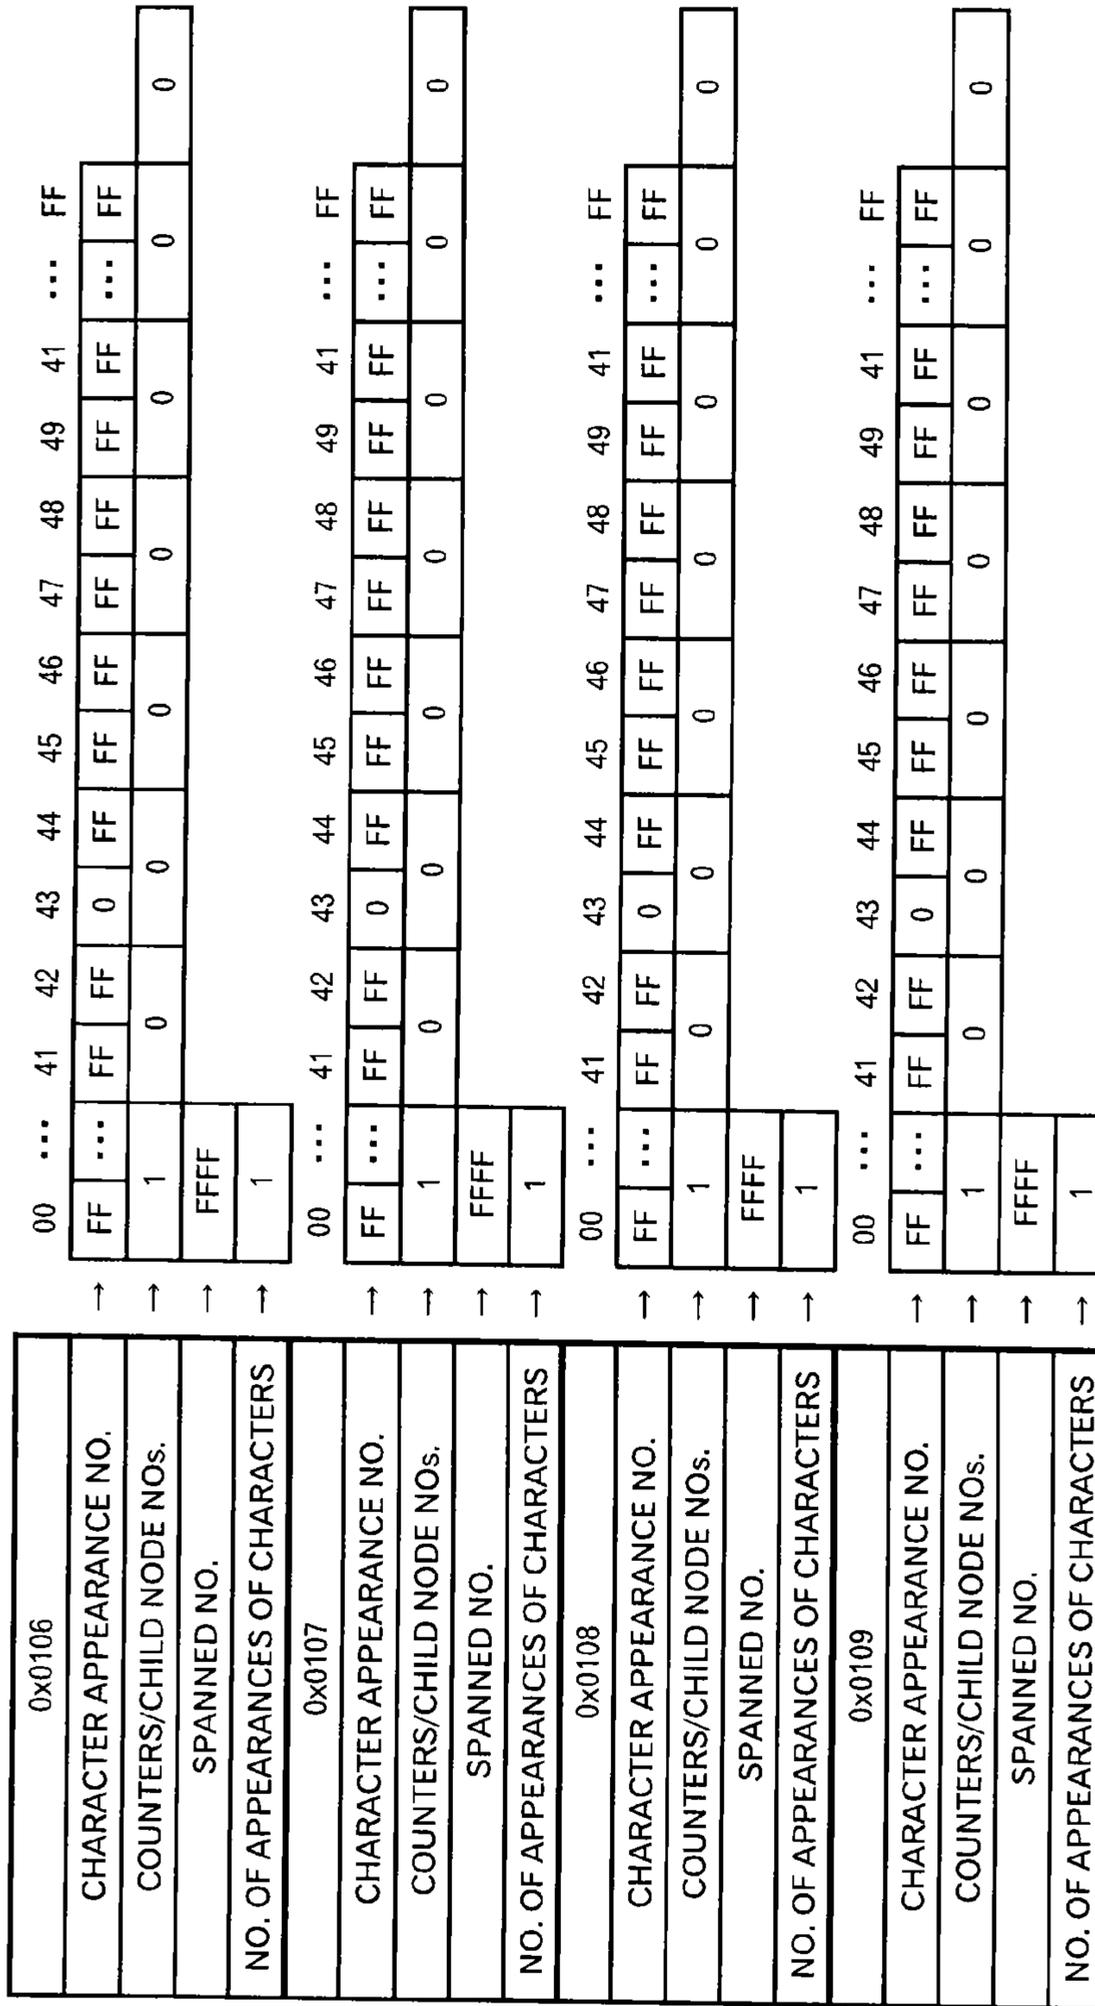 0x0106
00 ... 41 42 43 44 45 46 47 48 49 41 ... FF
CHARACTER APPEARANCE NO. → FF ... FF FF 0 FF FF FF FF FF FF FF ... FF
COUNTERS/CHILD NODE NOs. → 1 0 0 0 0 0 0 0
SPANNED NO. → FFFF
NO. OF APPEARANCES OF CHARACTERS → 1
0x0107
00 ... 41 42 43 44 45 46 47 48 49 41 ... FF
CHARACTER APPEARANCE NO. → FF ... FF FF 0 FF FF FF FF FF FF FF ... FF
COUNTERS/CHILD NODE NOs. → 1 0 0 0 0 0 0 0
SPANNED NO. → FFFF
NO. OF APPEARANCES OF CHARACTERS → 1
0x0108
00 ... 41 42 43 44 45 46 47 48 49 41 ... FF
CHARACTER APPEARANCE NO. → FF ... FF FF 0 FF FF FF FF FF FF FF ... FF
COUNTERS/CHILD NODE NOs. → 1 0 0 0 0 0 0 0
SPANNED NO. → FFFF
NO. OF APPEARANCES OF CHARACTERS → 1
0x0109
00 ... 41 42 43 44 45 46 47 48 49 41 ... FF
CHARACTER APPEARANCE NO. → FF ... FF FF 0 FF FF FF FF FF FF FF ... FF
COUNTERS/CHILD NODE NOs. → 1 0 0 0 0 0 0 0
SPANNED NO. → FFFF
NO. OF APPEARANCES OF CHARACTERS → 1